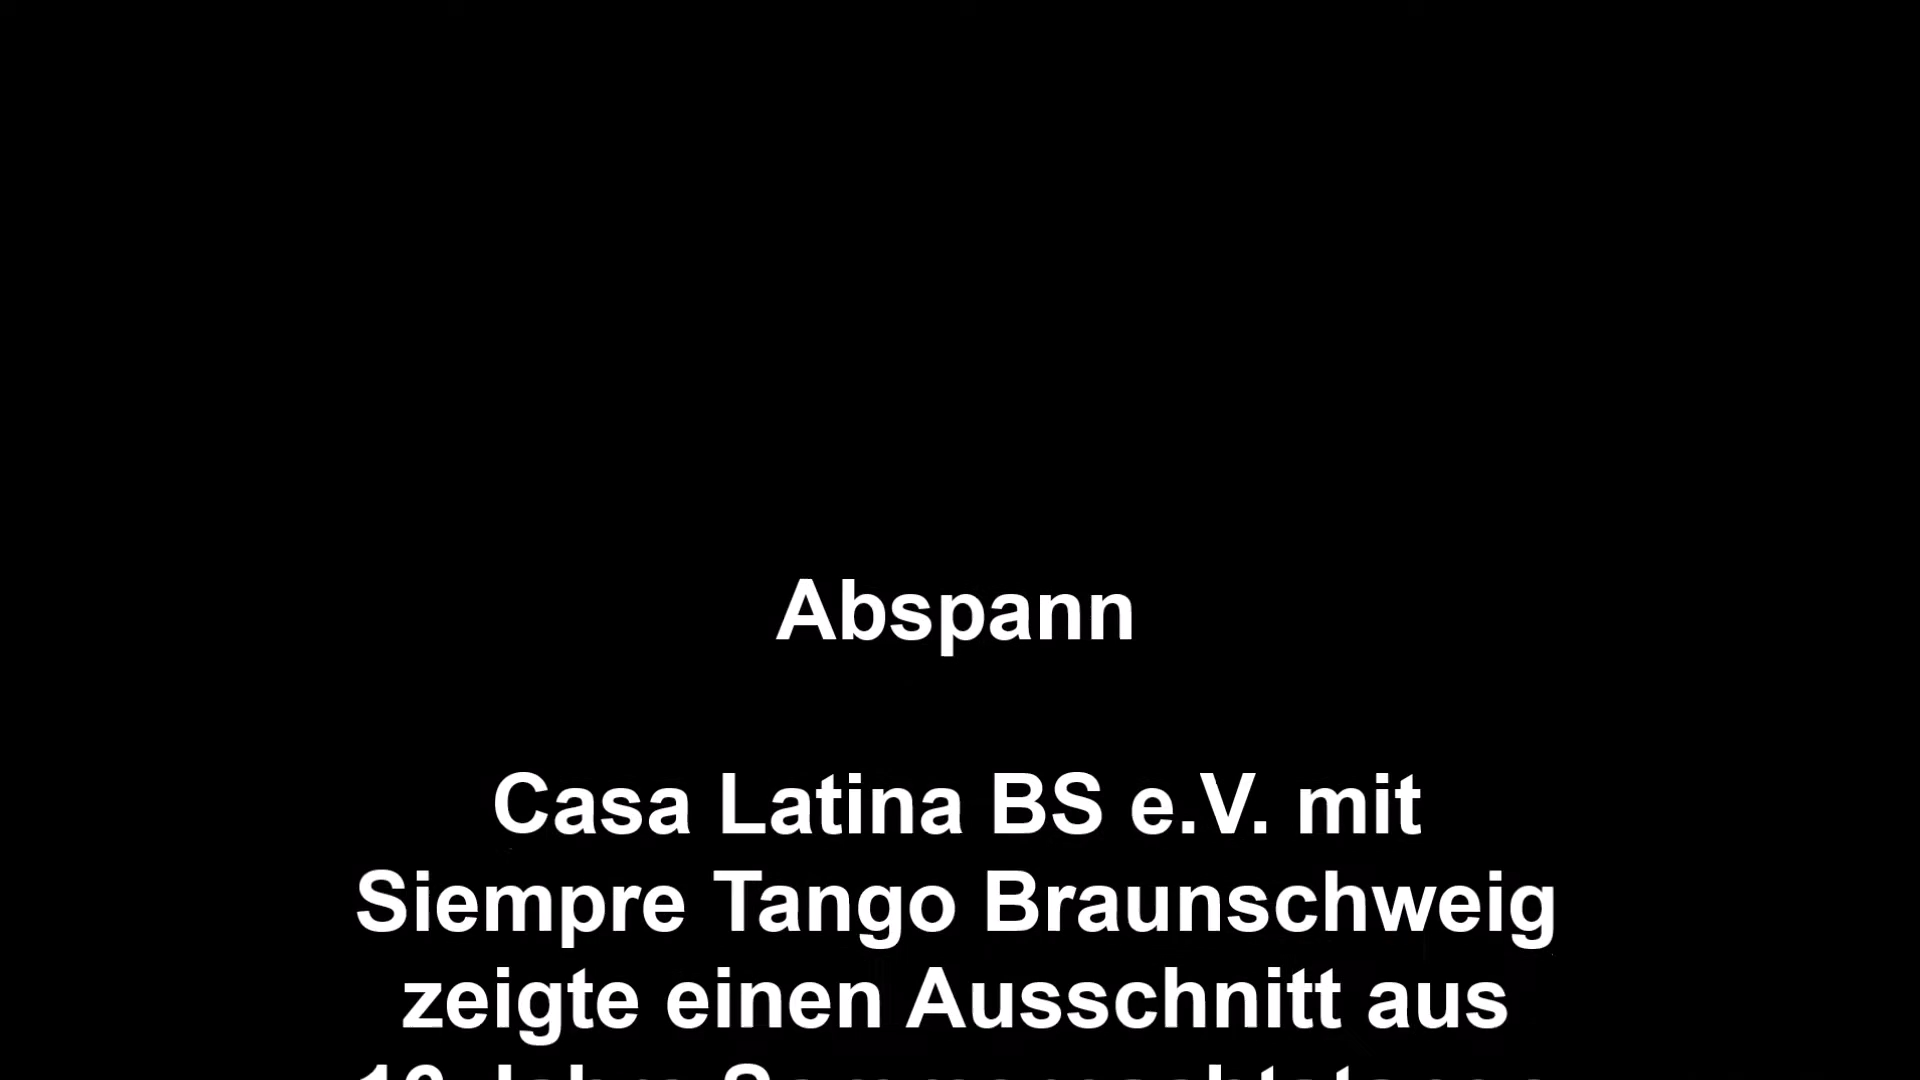 Abspann
Casa Latina BS e.V. mit
Siempre Tango Braunschweig
zeigte einen Ausschnitt aus